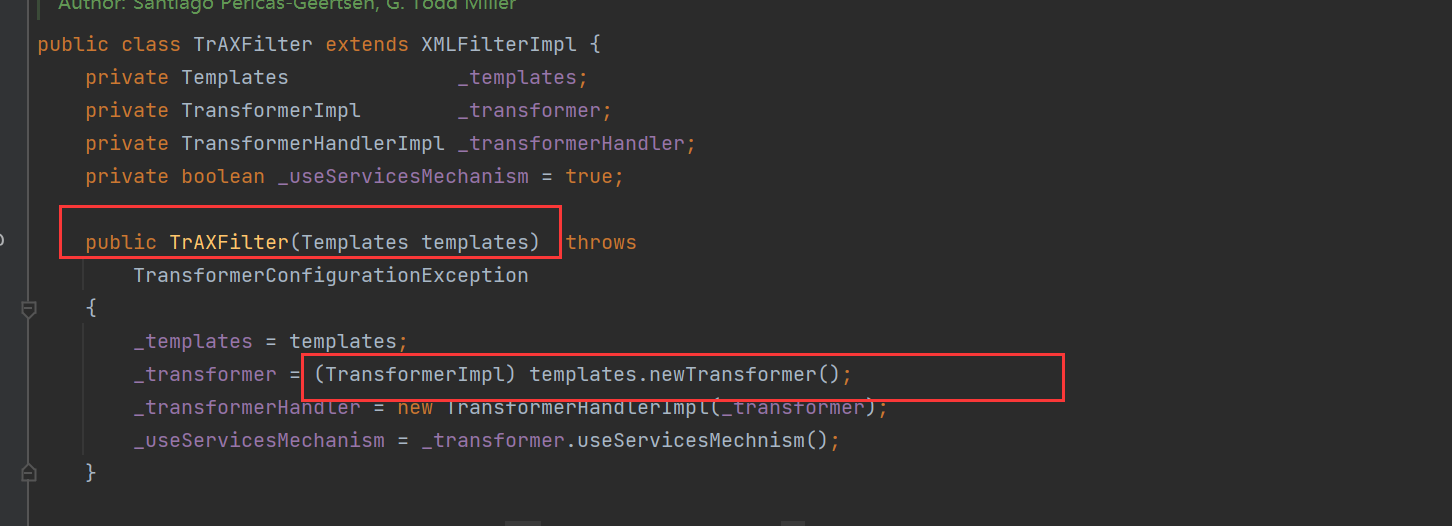 Author: Santiago Pericas-Geertsen, G. Todd Miller
public class TrAXFilter extends XMLFilterImpl {
    private Templates              _templates;
    private TransformerImpl        _transformer;
    private TransformerHandlerImpl _transformerHandler;
    private boolean _useServicesMechanism = true;
    public TrAXFilter(Templates templates)  throws
        TransformerConfigurationException
    {
        _templates = templates;
        _transformer = (TransformerImpl) templates.newTransformer();
        _transformerHandler = new TransformerHandlerImpl(_transformer);
        _useServicesMechanism = _transformer.useServicesMechnism();
    }